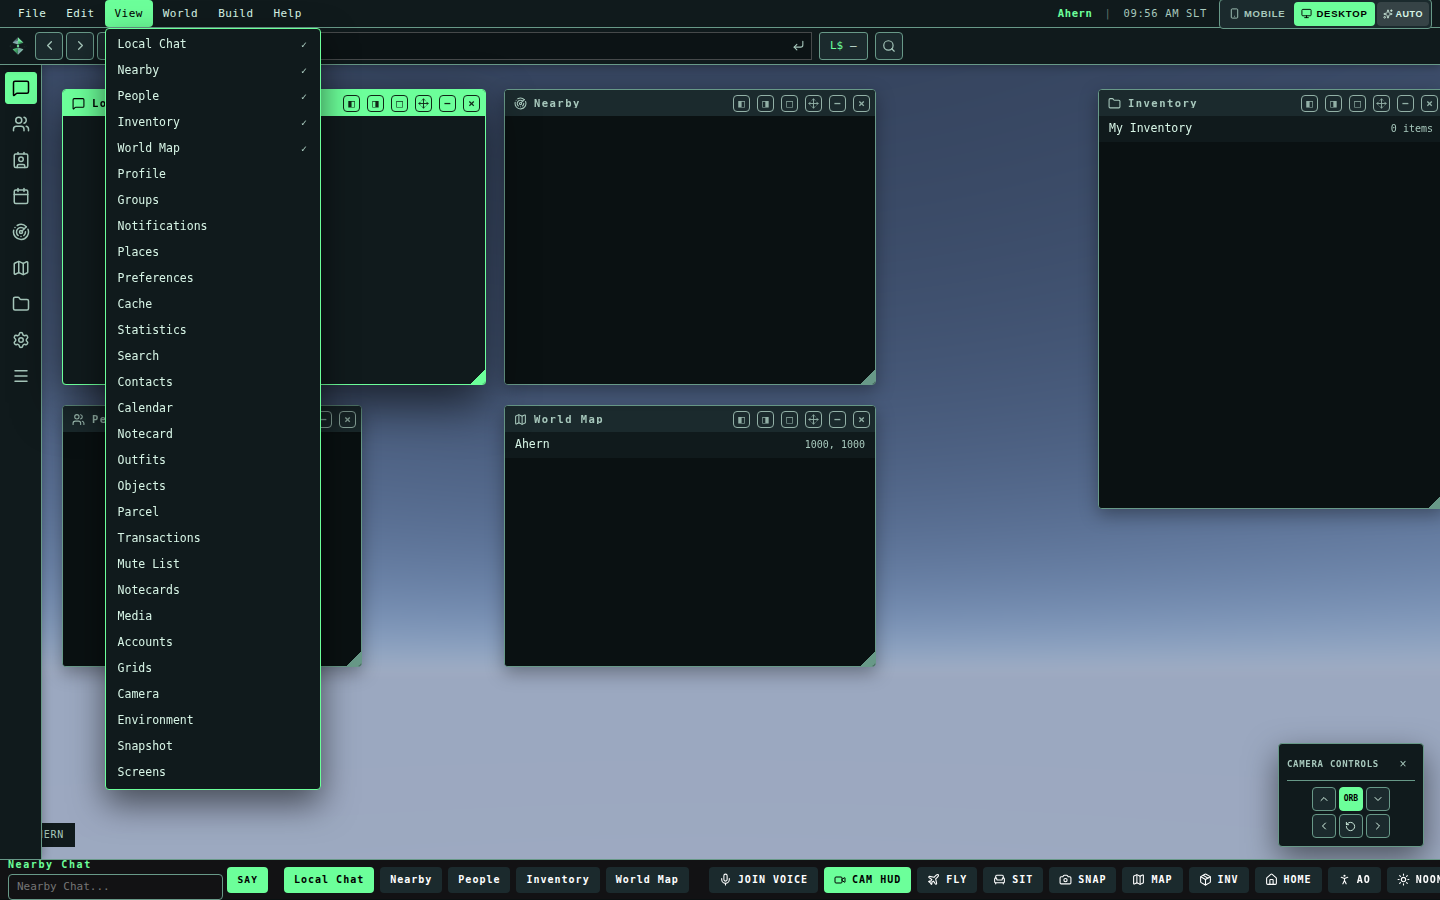 File Edit View World Build Help
Ahern | 09:56 AM SLT MOBILE DESKTOP AUTO
L$ —
Local Chat ✓
Nearby ✓
People ✓
Inventory ✓
World Map ✓
Profile
Groups
Notifications
Places
Preferences
Cache
Statistics
Search
Contacts
Calendar
Notecard
Outfits
Objects
Parcel
Transactions
Mute List
Notecards
Media
Accounts
Grids
Camera
Environment
Snapshot
Screens
Lo
Nearby
Inventory
My Inventory 0 items
Pe
World Map
Ahern 1000, 1000
CAMERA CONTROLS ×
ORB
ERN
Nearby Chat
Nearby Chat...
SAY Local Chat Nearby People Inventory World Map JOIN VOICE CAM HUD FLY SIT SNAP MAP INV HOME AO NOON